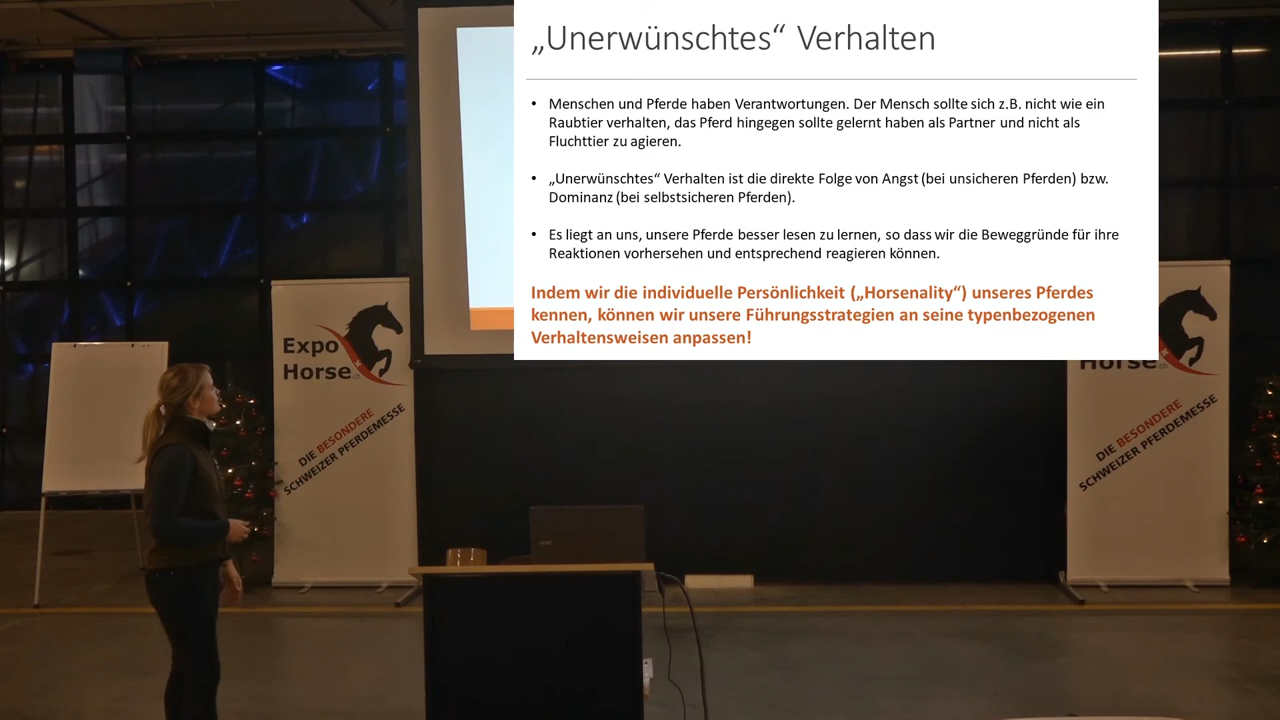 „Unerwünschtes“ Verhalten
• Menschen und Pferde haben Verantwortungen. Der Mensch sollte sich z.B. nicht wie ein
Raubtier verhalten, das Pferd hingegen sollte gelernt haben als Partner und nicht als
Fluchttier zu agieren.
• „Unerwünschtes“ Verhalten ist die direkte Folge von Angst (bei unsicheren Pferden) bzw.
Dominanz (bei selbstsicheren Pferden).
• Es liegt an uns, unsere Pferde besser lesen zu lernen, so dass wir die Beweggründe für ihre
Reaktionen vorhersehen und entsprechend reagieren können.
Indem wir die individuelle Persönlichkeit („Horsenality“) unseres Pferdes
kennen, können wir unsere Führungsstrategien an seine typenbezogenen
Verhaltensweisen anpassen!
Expo
Horse.ch
DIE BESONDERE
SCHWEIZER PFERDEMESSE
Horse.ch
DIE BESONDERE
SCHWEIZER PFERDEMESSE